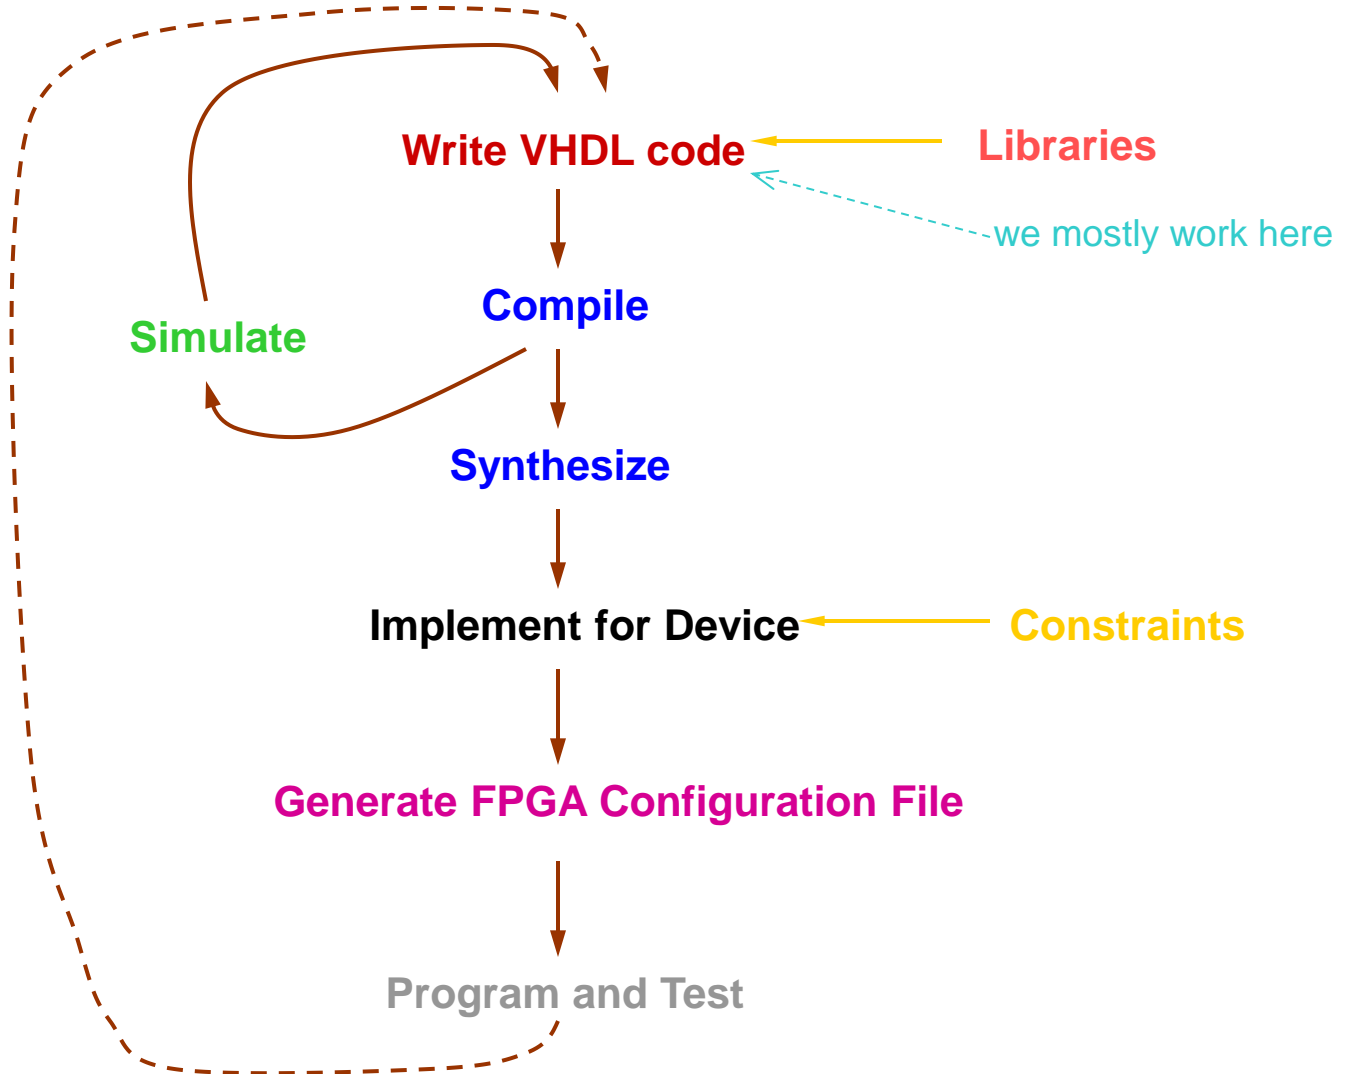 Write VHDL code
Libraries
we mostly work here
Compile
Simulate
Synthesize
Implement for Device
Constraints
Generate FPGA Configuration File
Program and Test